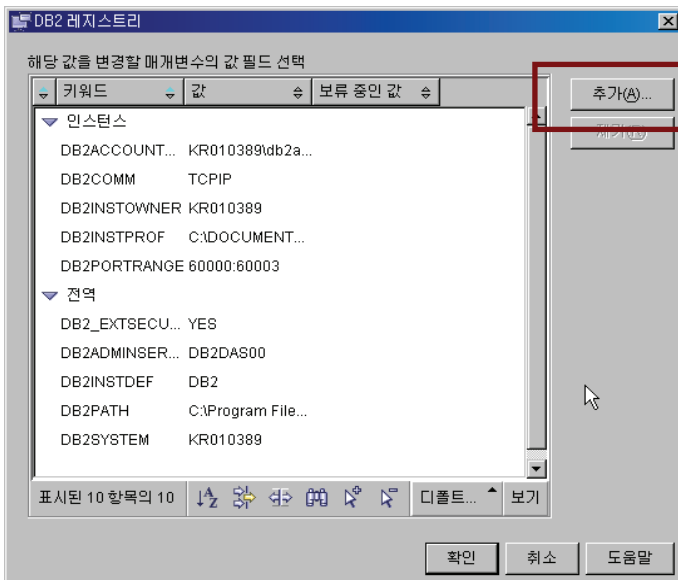 DB2 레지스트리
해당 값을 변경할 매개변수의 값 필드 선택
키워드 값 보류 중인 값
추가(A)...
제거(R)
인스턴스
DB2ACCOUNT... KR010389\db2a...
DB2COMM TCPIP
DB2INSTOWNER KR010389
DB2INSTPROF C:\DOCUMENT...
DB2PORTRANGE 60000:60003
전역
DB2_EXTSECU... YES
DB2ADMINSER... DB2DAS00
DB2INSTDEF DB2
DB2PATH C:\Program File...
DB2SYSTEM KR010389
표시된 10 항목의 10 디폴트... 보기
확인 취소 도움말